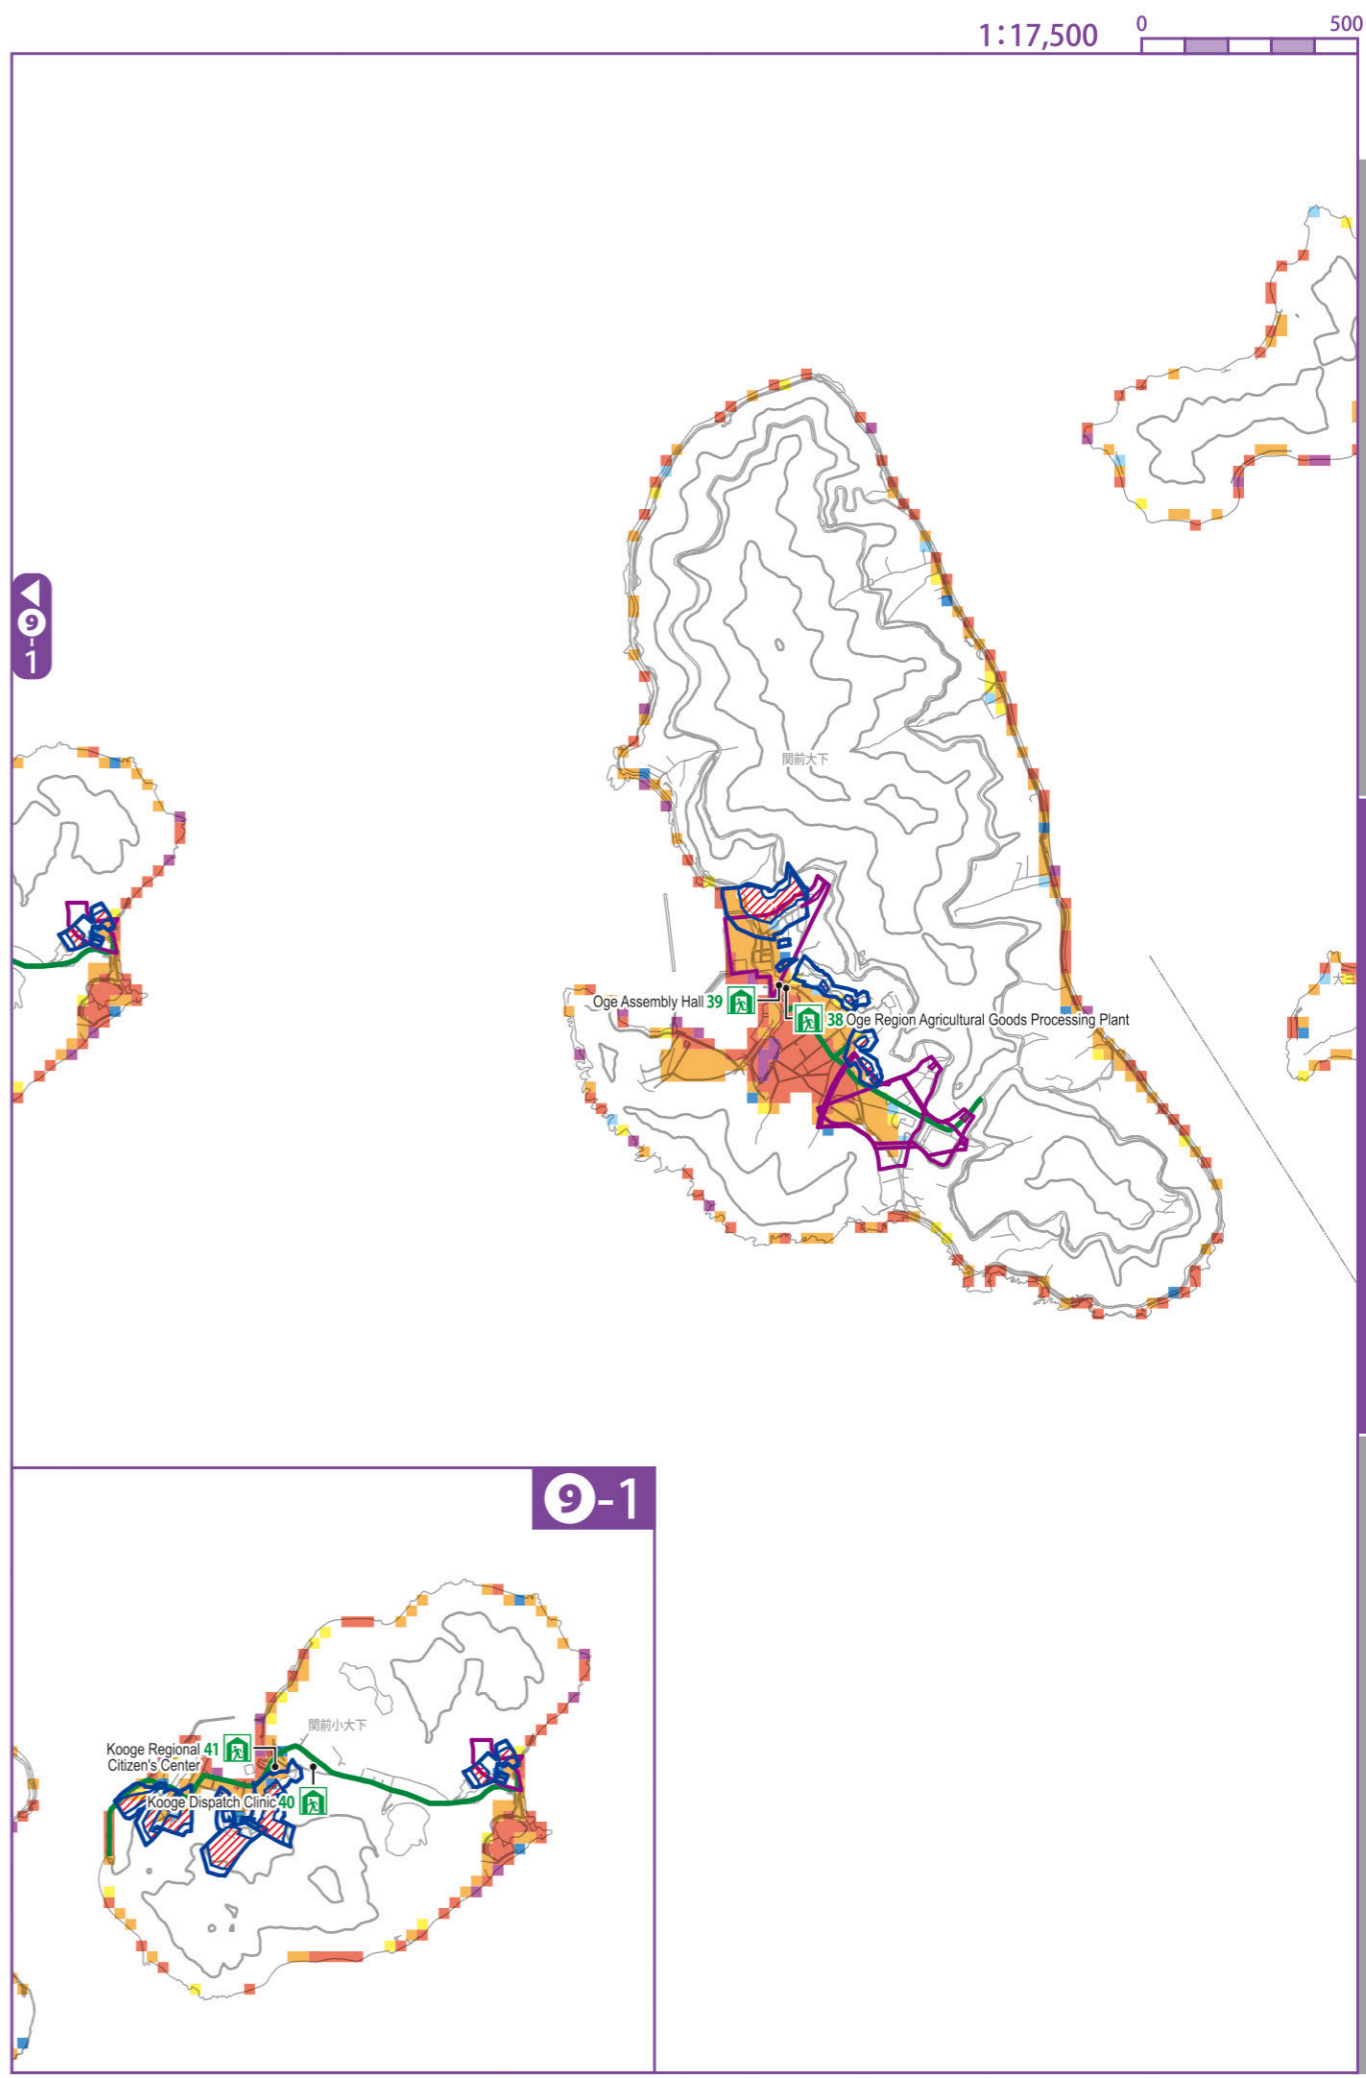 1:17,500
0
500
9
-
1
関前大下
Oge Assembly Hall 39
38 Oge Region Agricultural Goods Processing Plant
9-1
関前小大下
Kooge Regional 41
Citizen's Center
Kooge Dispatch Clinic 40